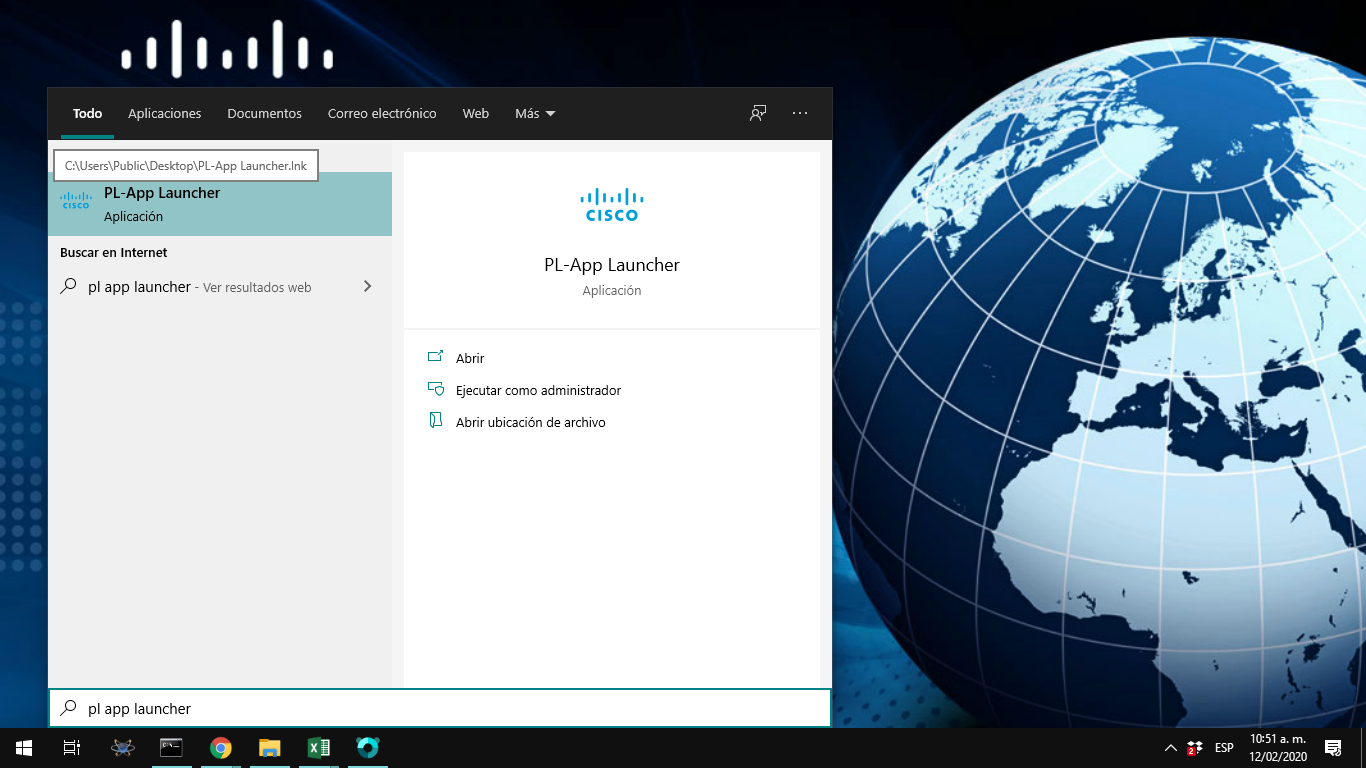 Todo Aplicaciones Documentos Correo electrónico Web Más
C:\Users\Public\Desktop\PL-App Launcher.lnk
PL-App Launcher
Aplicación
Buscar en Internet
pl app launcher - Ver resultados web
CISCO
CISCO
PL-App Launcher
Aplicación
Abrir
Ejecutar como administrador
Abrir ubicación de archivo
pl app launcher
2
ESP
10:51 a. m.
12/02/2020